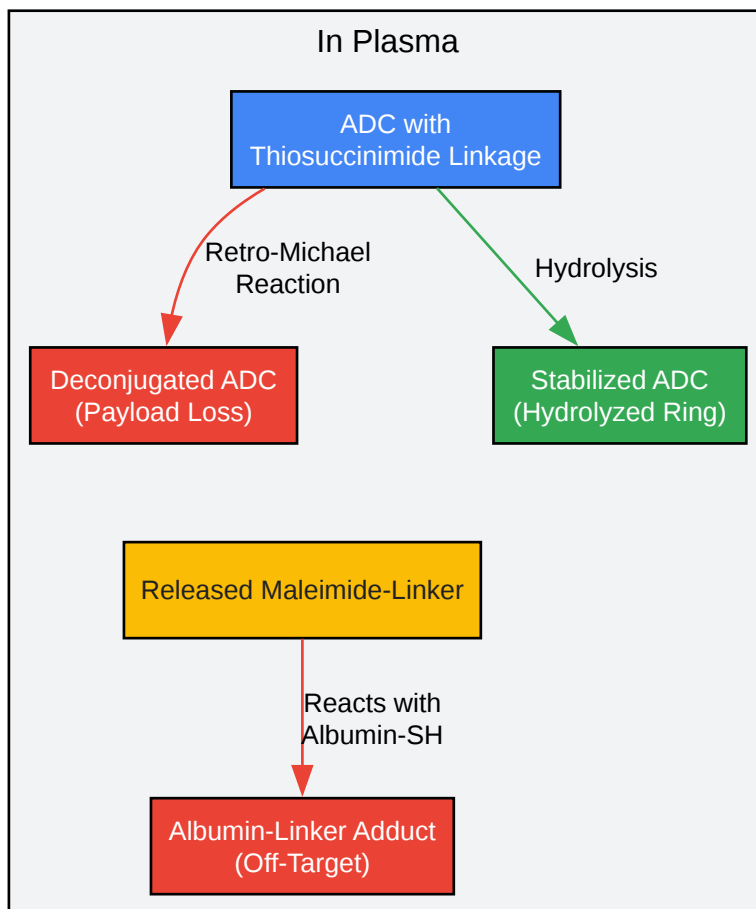 In Plasma
ADC with
Thiosuccinimide Linkage
Retro-Michael
Reaction
Hydrolysis
Deconjugated ADC
(Payload Loss)
Stabilized ADC
(Hydrolyzed Ring)
Released Maleimide-Linker
Reacts with
Albumin-SH
Albumin-Linker Adduct
(Off-Target)